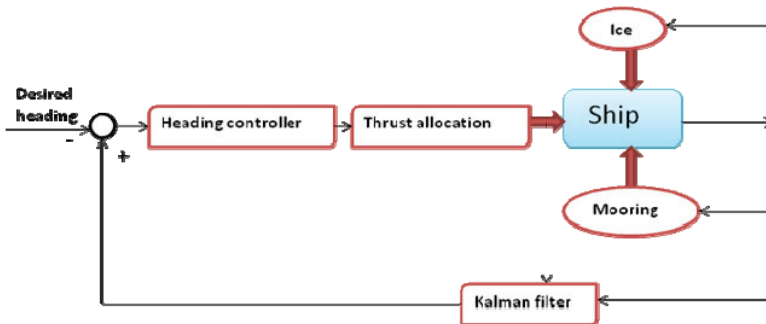 Ice
Desired
heading
-
+
Heading controller
Thrust allocation
Ship
Mooring
Kalman filter